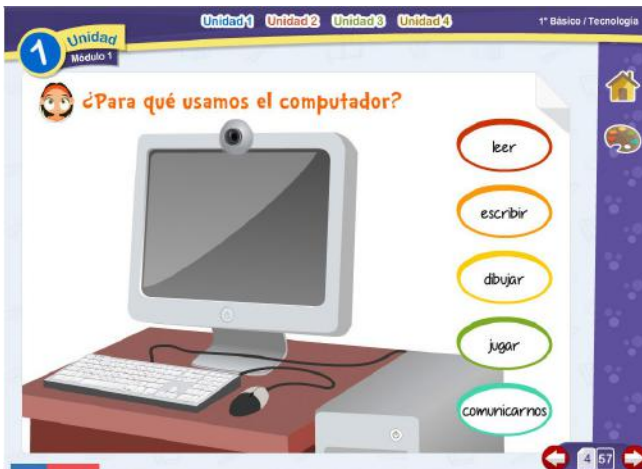 Unidad 1 Unidad 2 Unidad 3 Unidad 4
1° Básico / Tecnología
1 Unidad
Módulo 1
¿Para qué usamos el computador?
leer
escribir
dibujar
jugar
comunicarnos
4 57